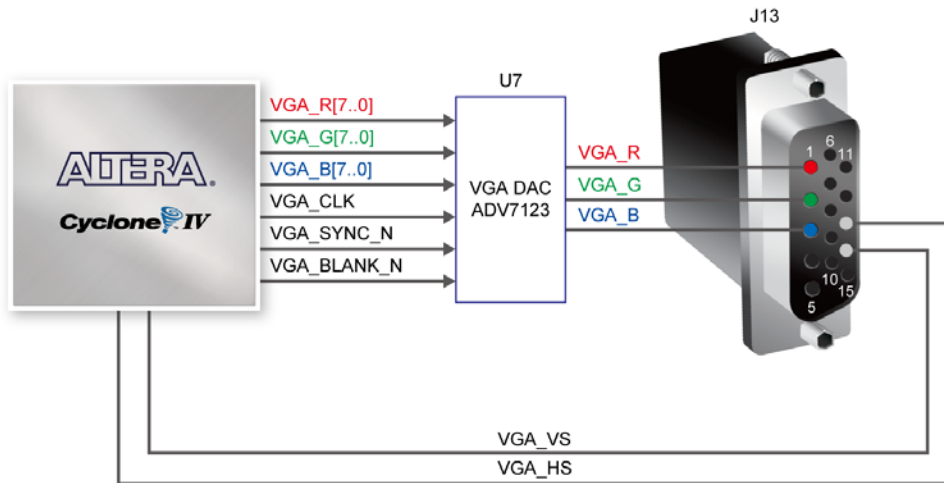 J13
U7
VGA_R[7..0]
VGA_G[7..0]
VGA_B[7..0]
VGA_CLK
VGA_SYNC_N
VGA_BLANK_N
ALTERA.
Cyclone IV
VGA DAC
ADV7123
VGA_R
VGA_G
VGA_B
1
6
11
5
10
15
VGA_VS
VGA_HS